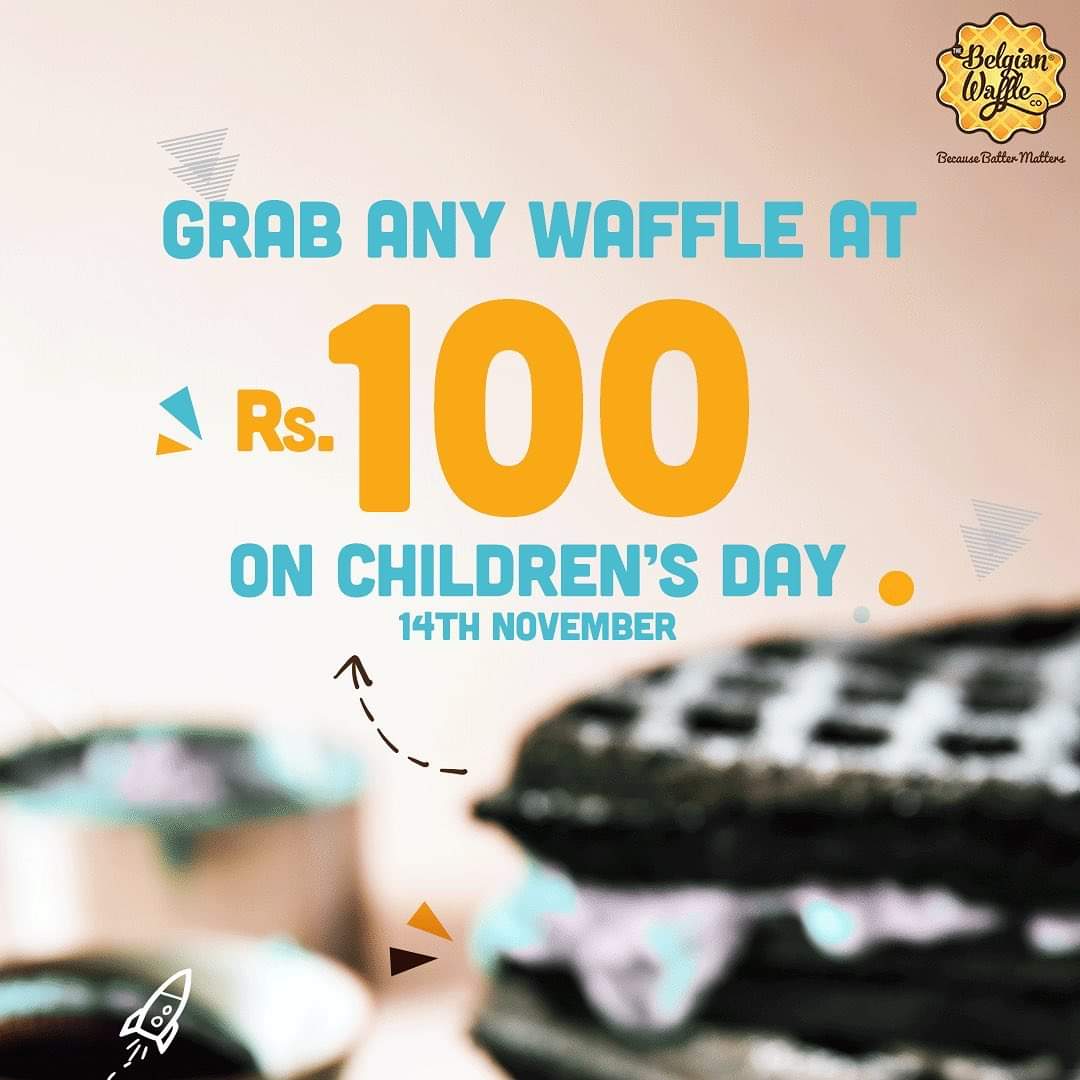 THE
Belgian®
Waffle
CO
Because Batter Matters
GRAB ANY WAFFLE AT
Rs.100
ON CHILDREN'S DAY
14TH NOVEMBER